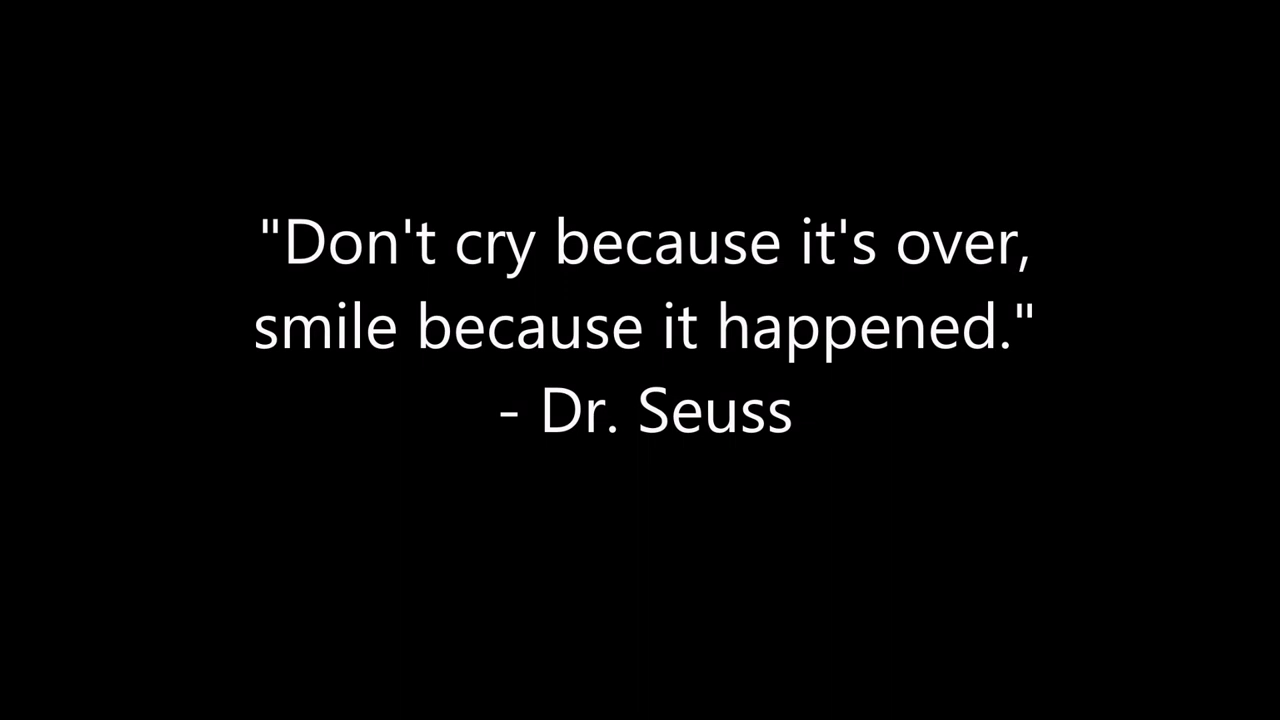 "Don't cry because it's over,
smile because it happened."
- Dr. Seuss